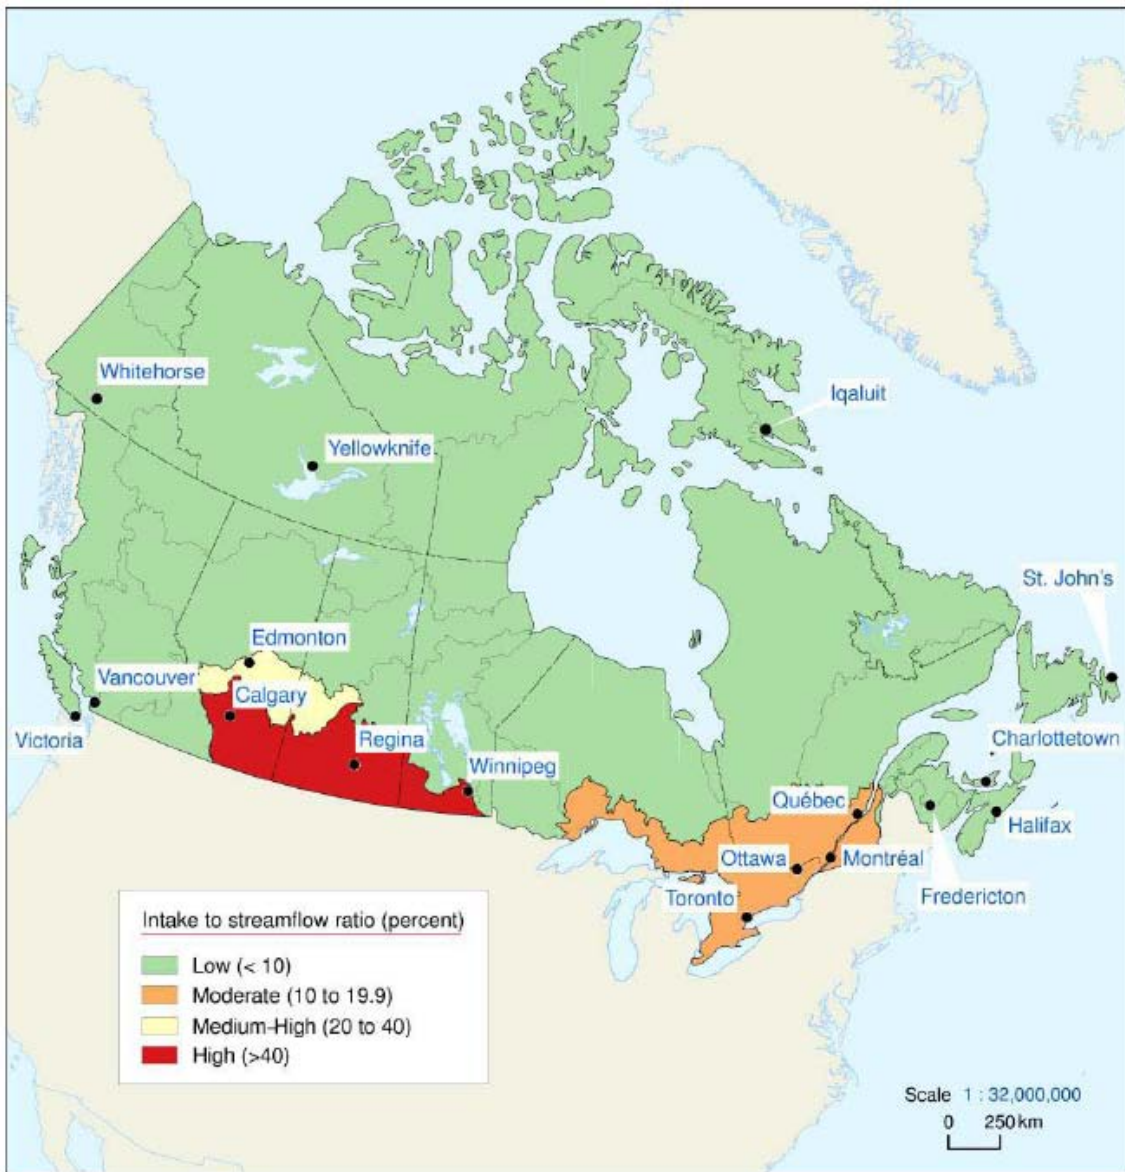 Whitehorse
Iqaluit
Yellowknife
St. John's
Edmonton
Vancouver
Calgary
Victoria
Regina
Charlottetown
Winnipeg
Québec
Halifax
Ottawa
Montréal
Toronto
Fredericton
Intake to streamflow ratio (percent)
Low (< 10)
Moderate (10 to 19.9)
Medium-High (20 to 40)
High (>40)
Scale 1 : 32,000,000
0 250 km